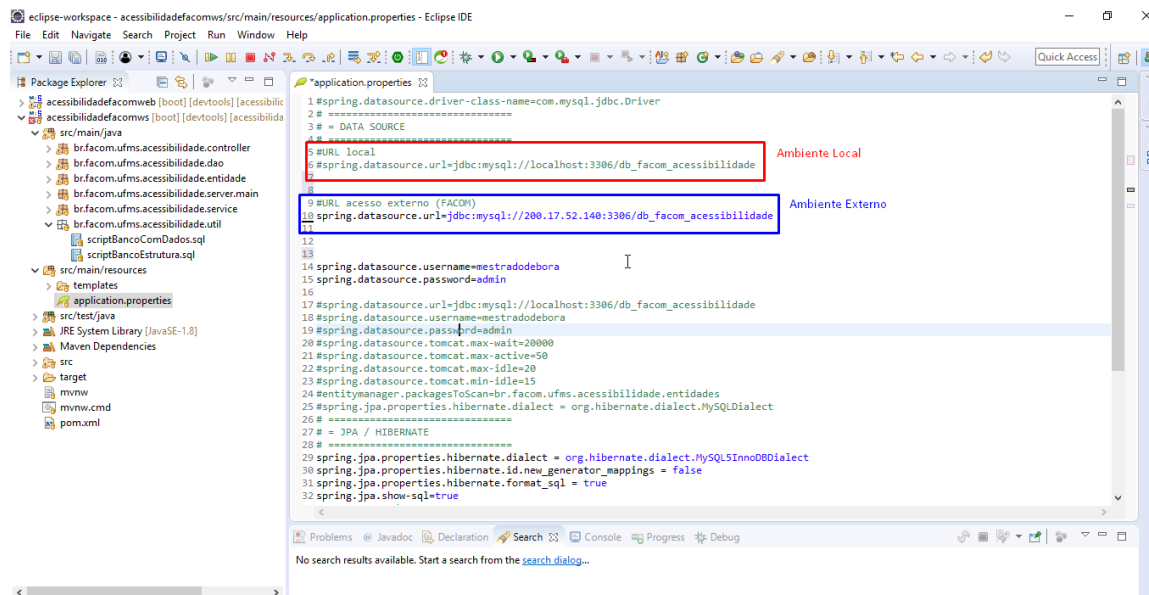 eclipse-workspace - acessibilidadefacomws/src/main/resources/application.properties - Eclipse IDE
File Edit Navigate Search Project Run Window Help
Quick Access
Package Explorer
*application.properties
acessibilidadefacomweb [boot] [devtools] [acessibilic
acessibilidadefacomws [boot] [devtools] [acessibilida
src/main/java
br.facom.ufms.acessibilidade.controller
br.facom.ufms.acessibilidade.dao
br.facom.ufms.acessibilidade.entidade
br.facom.ufms.acessibilidade.server.main
br.facom.ufms.acessibilidade.service
br.facom.ufms.acessibilidade.util
scriptBancoComDados.sql
scriptBancoEstrutura.sql
src/main/resources
templates
application.properties
src/test/java
JRE System Library [JavaSE-1.8]
Maven Dependencies
src
target
mvnw
mvnw.cmd
pom.xml
1 #spring.datasource.driver-class-name=com.mysql.jdbc.Driver
2 # ===============================
3 # = DATA SOURCE
4 # ===============================
5 #URL local
6 #spring.datasource.url=jdbc:mysql://localhost:3306/db_facom_acessibilidade
Ambiente Local
7
8
9 #URL acesso externo (FACOM)
10 spring.datasource.url=jdbc:mysql://200.17.52.140:3306/db_facom_acessibilidade
Ambiente Externo
11
12
13
14 spring.datasource.username=mestradodebora
15 spring.datasource.password=admin
16
17 #spring.datasource.url=jdbc:mysql://localhost:3306/db_facom_acessibilidade
18 #spring.datasource.username=mestradodebora
19 #spring.datasource.password=admin
20 #spring.datasource.tomcat.max-wait=20000
21 #spring.datasource.tomcat.max-active=50
22 #spring.datasource.tomcat.max-idle=20
23 #spring.datasource.tomcat.min-idle=15
24 #entitymanager.packagesToScan=br.facom.ufms.acessibilidade.entidades
25 #spring.jpa.properties.hibernate.dialect = org.hibernate.dialect.MySQLDialect
26 # ===============================
27 # = JPA / HIBERNATE
28 # ===============================
29 spring.jpa.properties.hibernate.dialect = org.hibernate.dialect.MySQL5InnoDBDialect
30 spring.jpa.properties.hibernate.id.new_generator_mappings = false
31 spring.jpa.properties.hibernate.format_sql = true
32 spring.jpa.show-sql=true
Problems @ Javadoc Declaration Search Console Progress Debug
No search results available. Start a search from the search dialog...